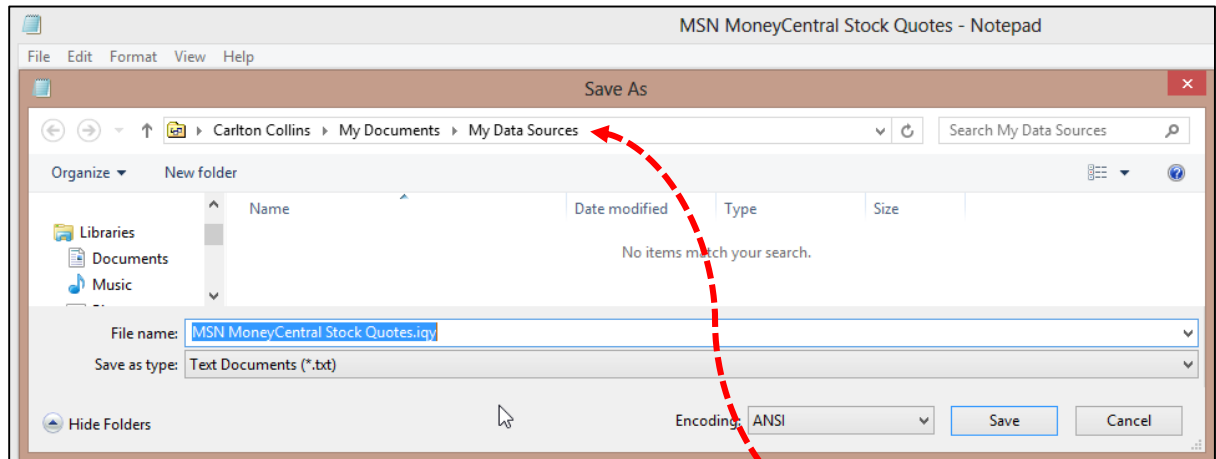 MSN MoneyCentral Stock Quotes - Notepad
File Edit Format View Help
Save As
Carlton Collins My Documents My Data Sources Search My Data Sources
Organize New folder
Name Date modified Type Size
Libraries
No items match your search.
Documents
Music
File name: MSN MoneyCentral Stock Quotes.iqy
Save as type: Text Documents (*.txt)
Hide Folders Encoding: ANSI Save Cancel